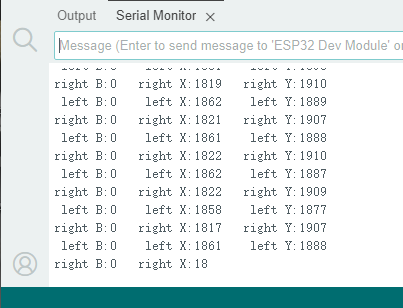 Output Serial Monitor
Message (Enter to send message to 'ESP32 Dev Module' o
right B:0 right X:1819 right Y:1910
left B:0 left X:1862 left Y:1889
right B:0 right X:1821 right Y:1907
left B:0 left X:1861 left Y:1888
right B:0 right X:1822 right Y:1910
left B:0 left X:1862 left Y:1887
right B:0 right X:1822 right Y:1909
left B:0 left X:1858 left Y:1877
right B:0 right X:1817 right Y:1907
left B:0 left X:1861 left Y:1888
right B:0 right X:18